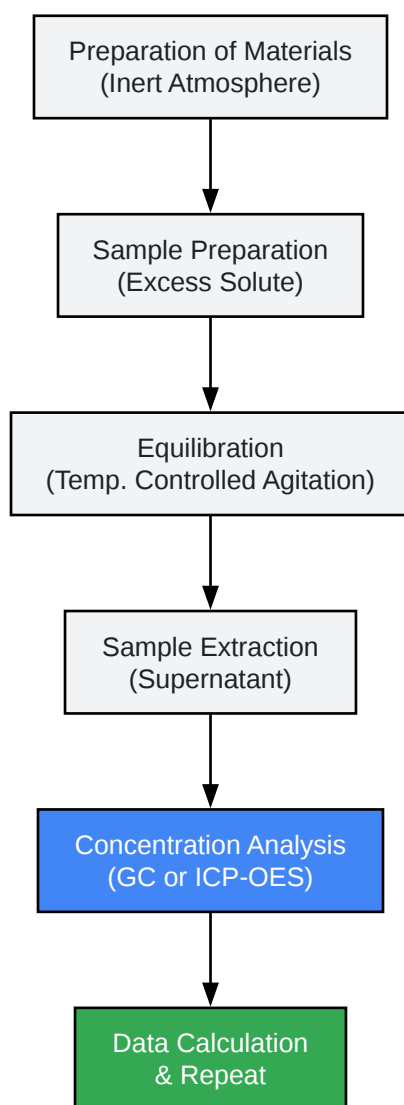 Preparation of Materials
(Inert Atmosphere)
Sample Preparation
(Excess Solute)
Equilibration
(Temp. Controlled Agitation)
Sample Extraction
(Supernatant)
Concentration Analysis
(GC or ICP-OES)
Data Calculation
& Repeat